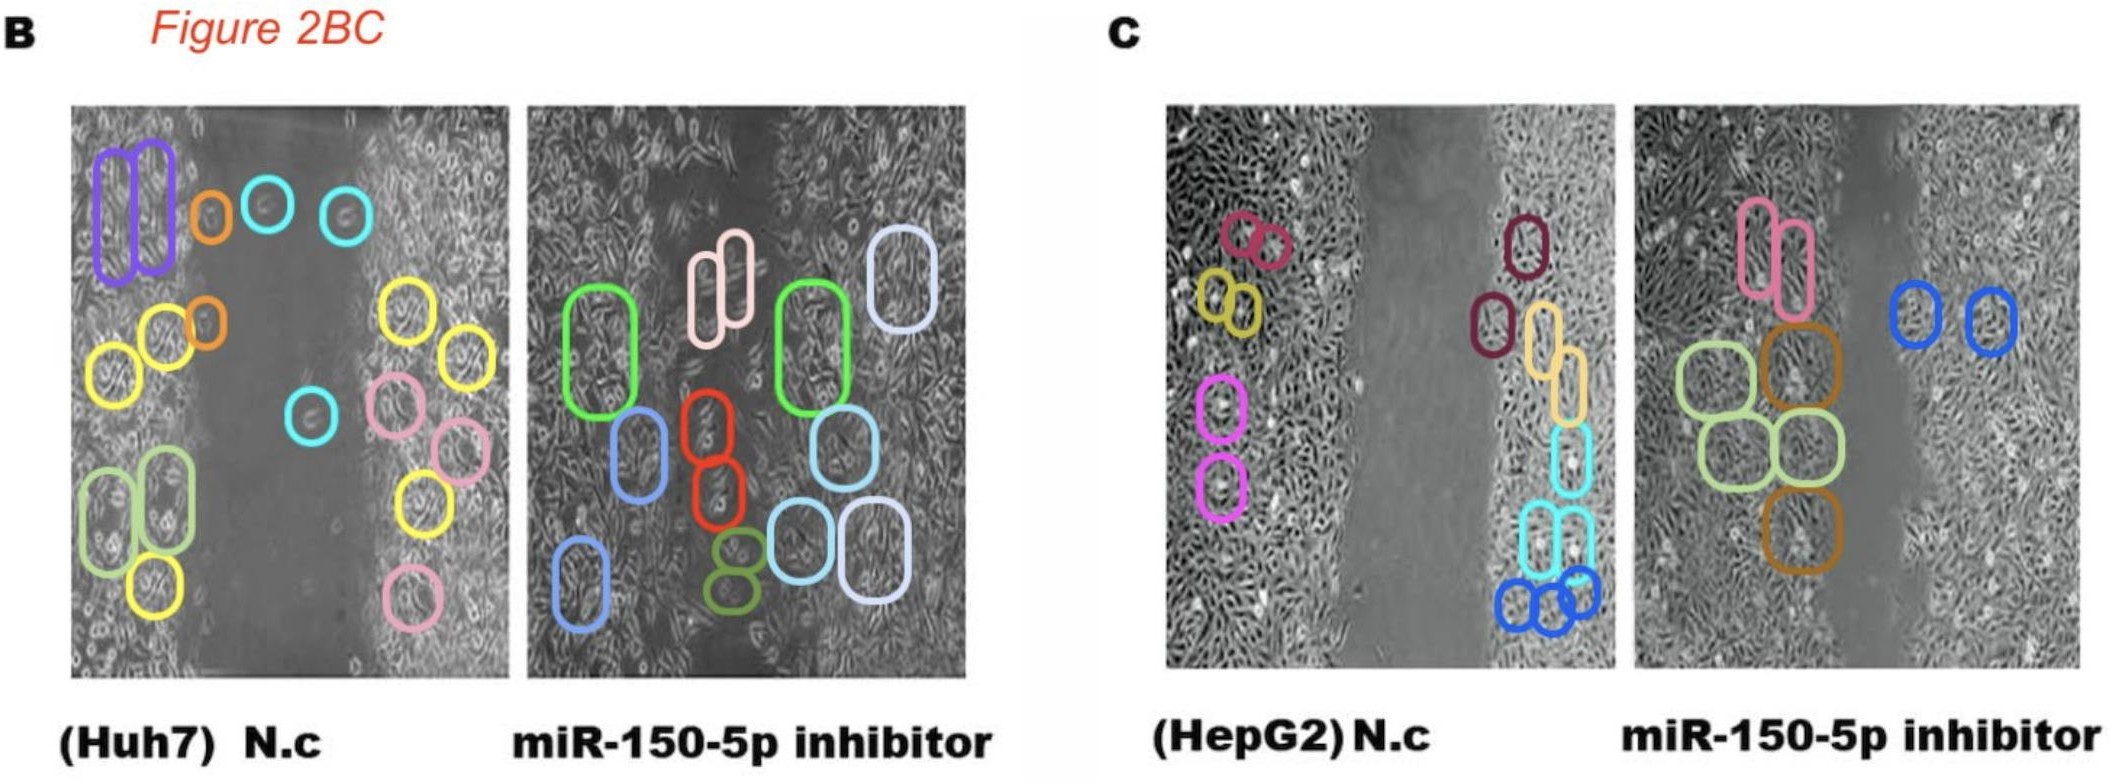 B
Figure 2BC
C
(Huh7) N.c
miR-150-5p inhibitor
(HepG2) N.c
miR-150-5p inhibitor